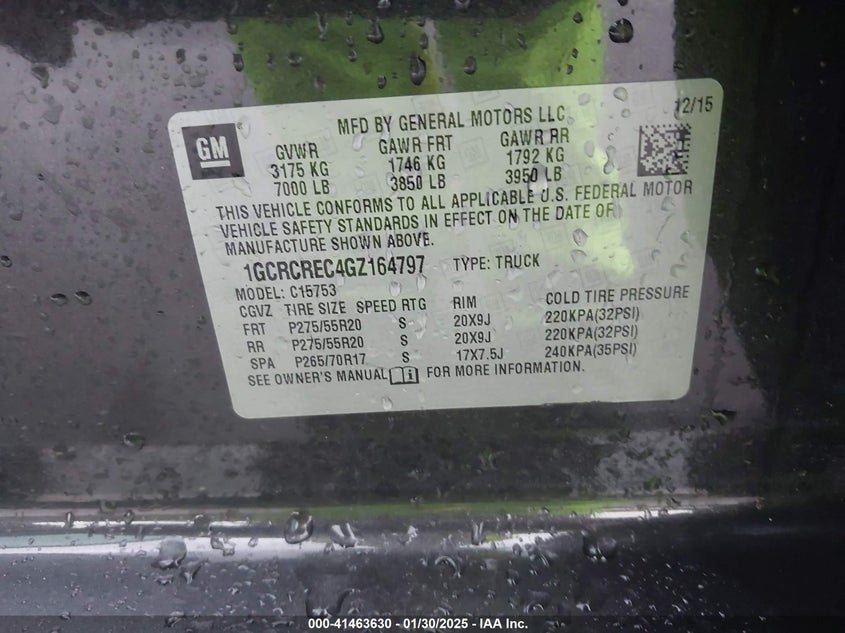 GM
MFD BY GENERAL MOTORS LLC
12/15
GVWR GAWR FRT GAWR RR
3175 KG 1746 KG 1792 KG
7000 LB 3850 LB 3950 LB
THIS VEHICLE CONFORMS TO ALL APPLICABLE U.S. FEDERAL MOTOR
VEHICLE SAFETY STANDARDS IN EFFECT ON THE DATE OF
MANUFACTURE SHOWN ABOVE.
1GCRCREC4GZ164797 TYPE: TRUCK
MODEL: C15753
CGVZ TIRE SIZE SPEED RTG RIM COLD TIRE PRESSURE
FRT P275/55R20 S 20X9J 220KPA(32PSI)
RR P275/55R20 S 20X9J 220KPA(32PSI)
SPA P265/70R17 S 17X7.5J 240KPA(35PSI)
SEE OWNER'S MANUAL FOR MORE INFORMATION.
000-41463630 - 01/30/2025 - IAA Inc.